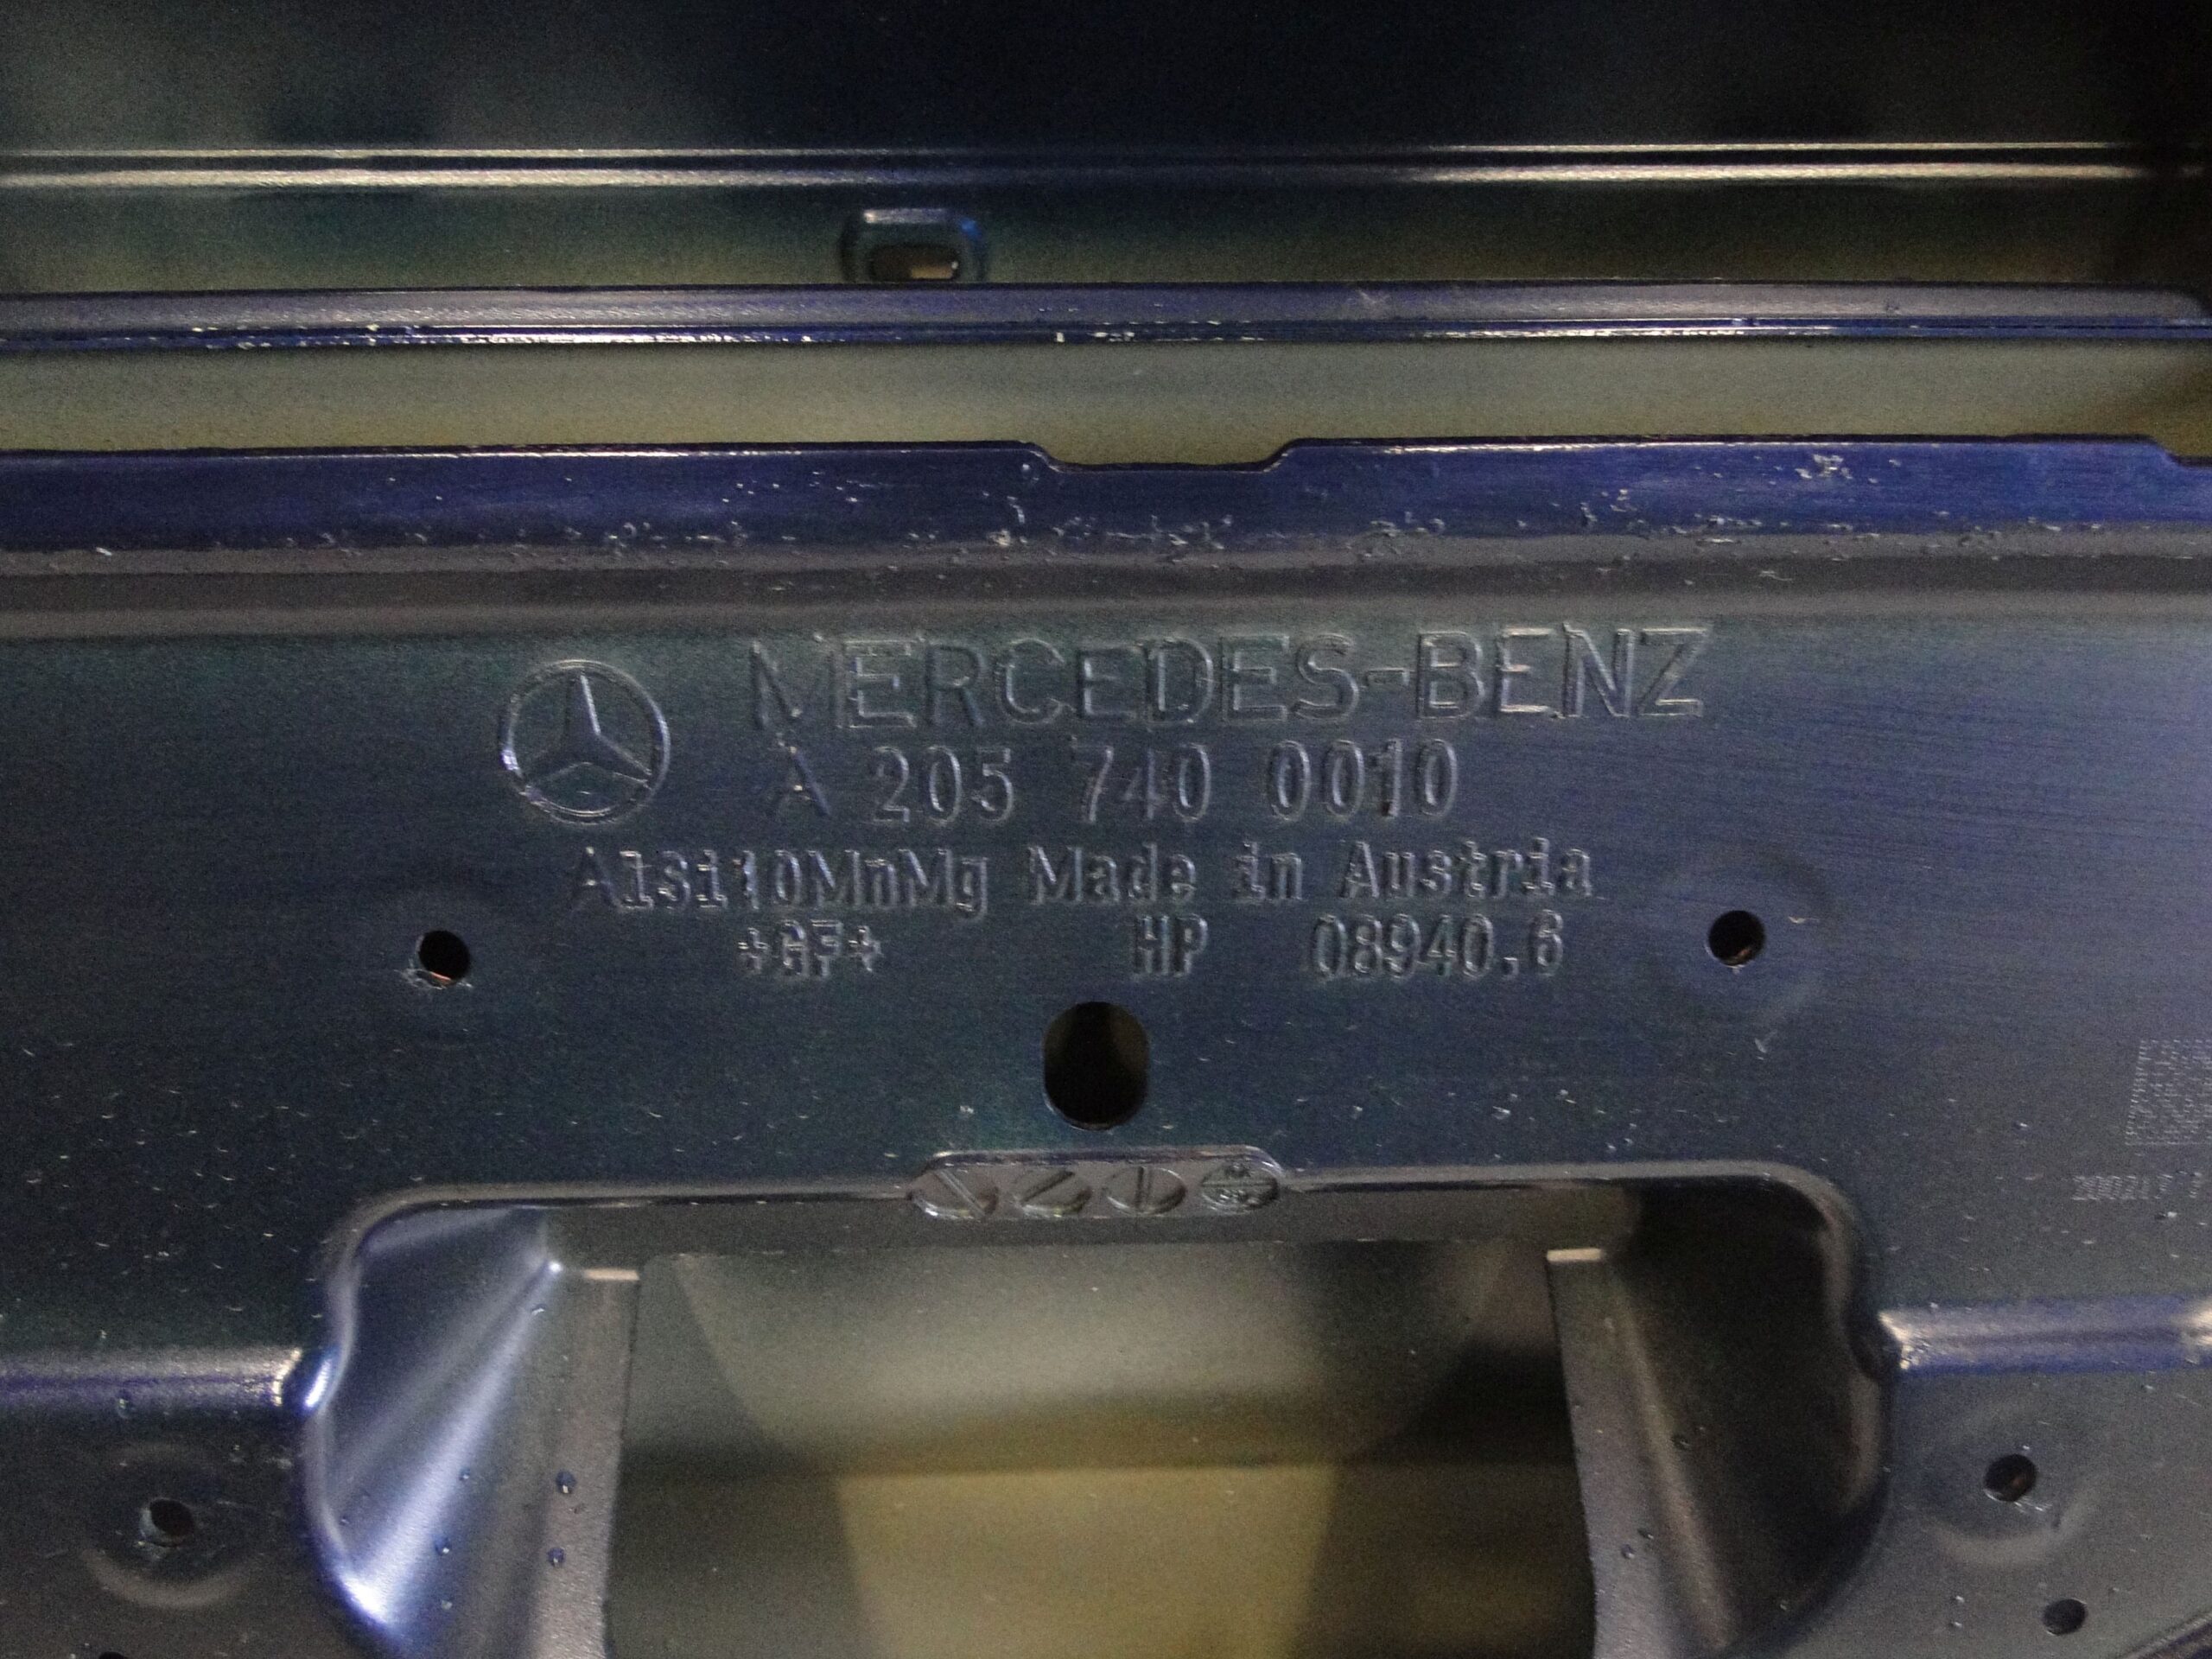 MERCEDES-BENZ
A 205 740 0010
AlSi10MnMg Made in Austria
+GF+ HP 08940.6